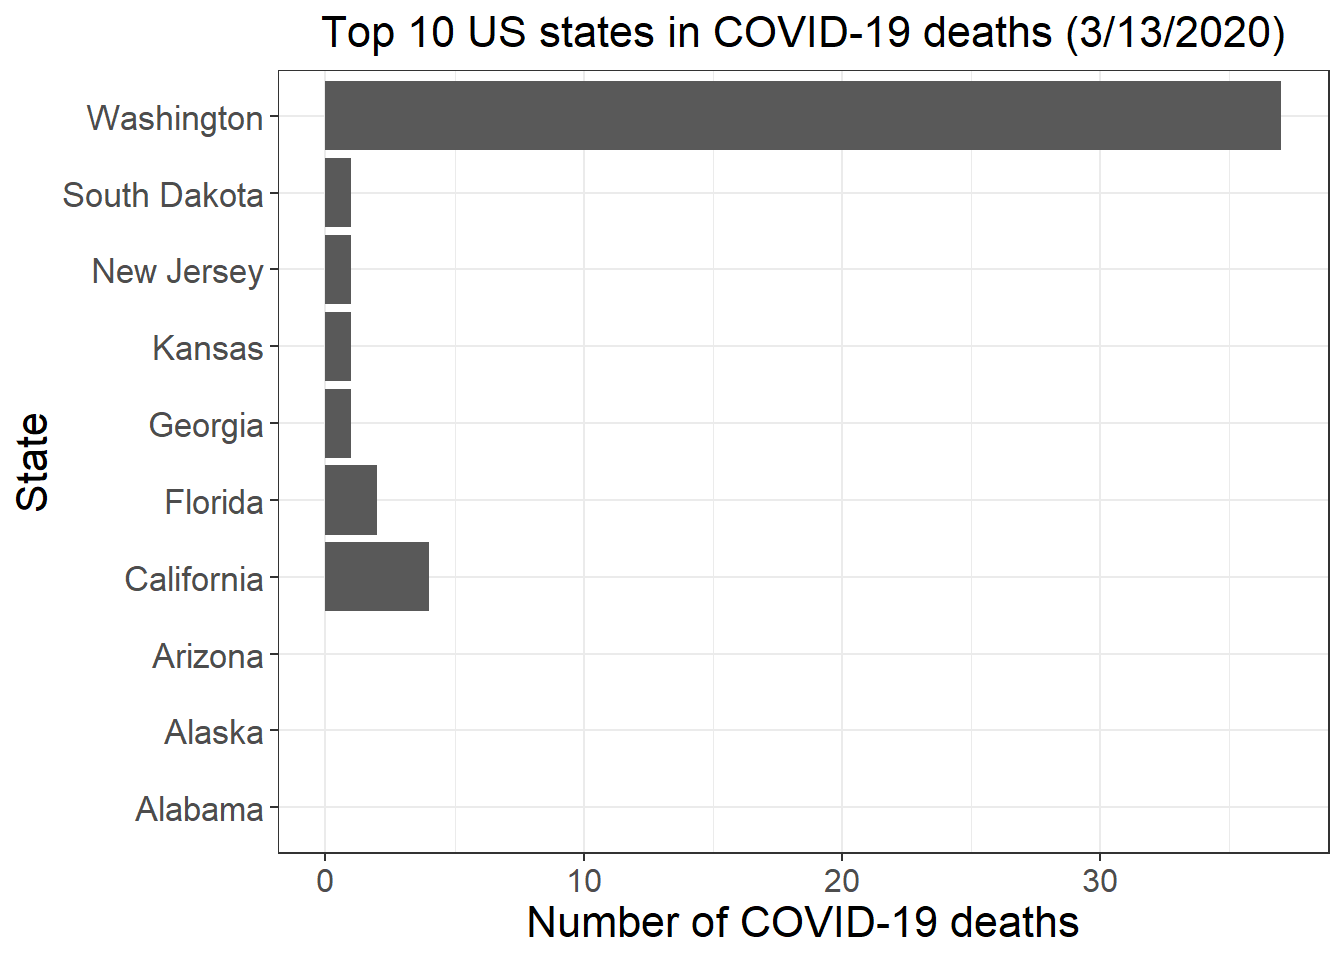 Top 10 US states in COVID-19 deaths (3/13/2020)
State
Washington
South Dakota
New Jersey
Kansas
Georgia
Florida
California
Arizona
Alaska
Alabama
0 10 20 30
Number of COVID-19 deaths